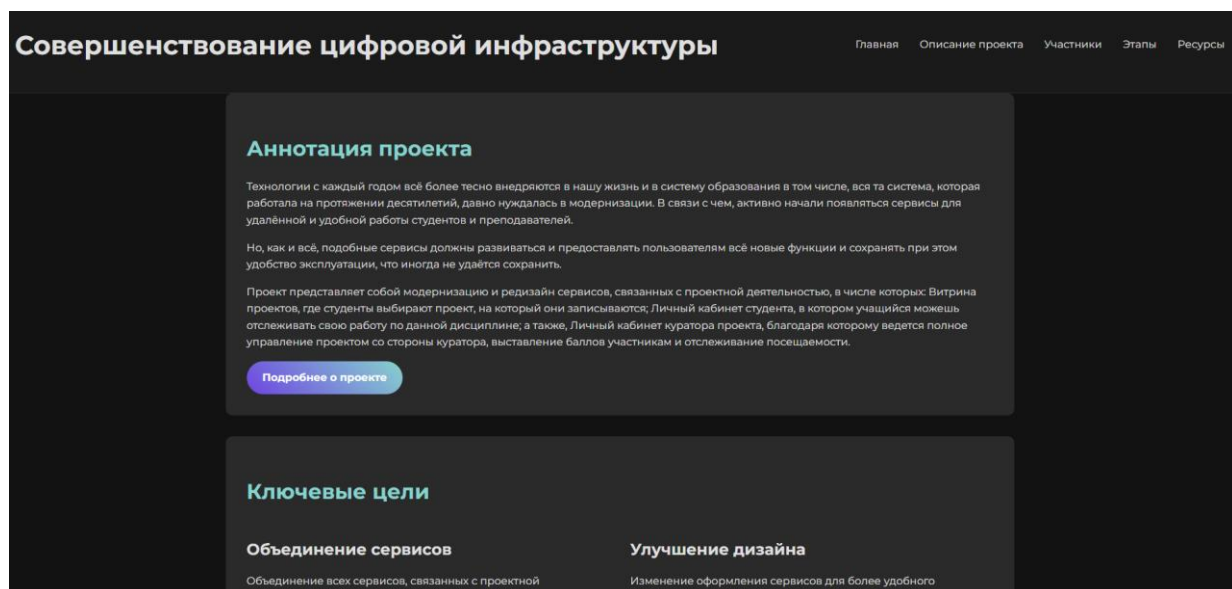 Совершенствование цифровой инфраструктуры
Главная Описание проекта Участники Этапы Ресурсы
Аннотация проекта
Технологии с каждый годом всё более тесно внедряются в нашу жизнь и в систему образования в том числе, вся та система, которая
работала на протяжении десятилетий, давно нуждалась в модернизации. В связи с чем, активно начали появляться сервисы для
удалённой и удобной работы студентов и преподавателей.
Но, как и всё, подобные сервисы должны развиваться и предоставлять пользователям всё новые функции и сохранять при этом
удобство эксплуатации, что иногда не удаётся сохранить.
Проект представляет собой модернизацию и редизайн сервисов, связанных с проектной деятельностью, в числе которых: Витрина
проектов, где студенты выбирают проект, на который они записываются; Личный кабинет студента, в котором учащийся можешь
отслеживать свою работу по данной дисциплине; а также, Личный кабинет куратора проекта, благодаря которому ведется полное
управление проектом со стороны куратора, выставление баллов участникам и отслеживание посещаемости.
Подробнее о проекте
Ключевые цели
Объединение сервисов
Объединение всех сервисов, связанных с проектной
Улучшение дизайна
Изменение оформления сервисов для более удобного